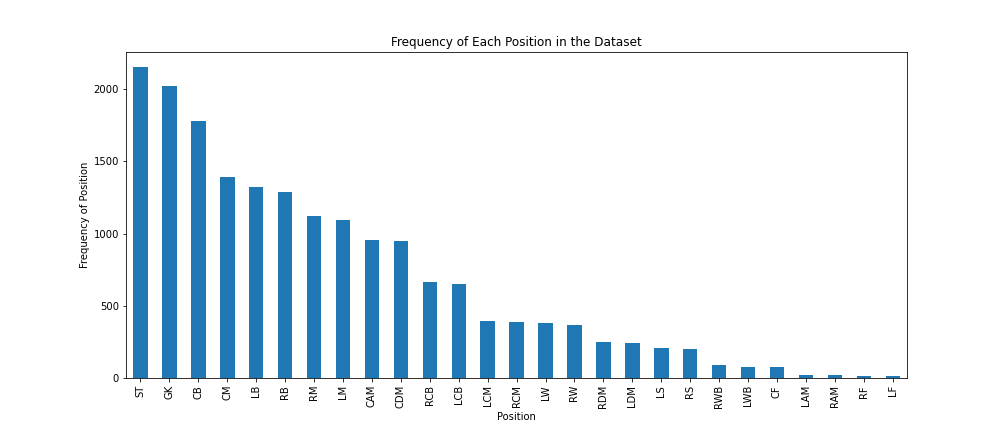 Frequency of Each Position in the Dataset
Frequency of Position
2000
1500
1000
500
0
ST GK CB CM LB RB RM LM CAM CDM RCB LCB LCM RCM LW RW RDM LDM LS RS RWB LWB CF LAM RAM RF LF
Position